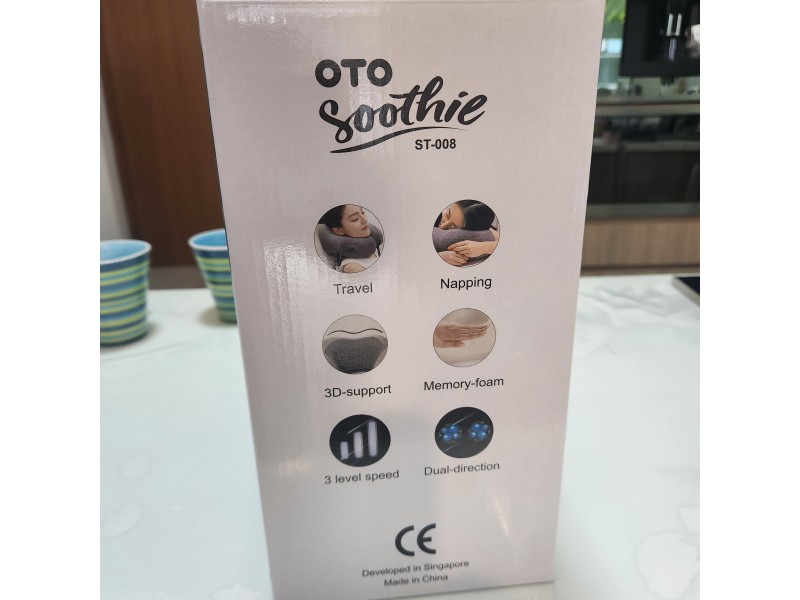 OTO
Soothie
ST-008
Travel
Napping
3D-support
Memory-foam
3 level speed
Dual-direction
CE
Developed in Singapore
Made in China